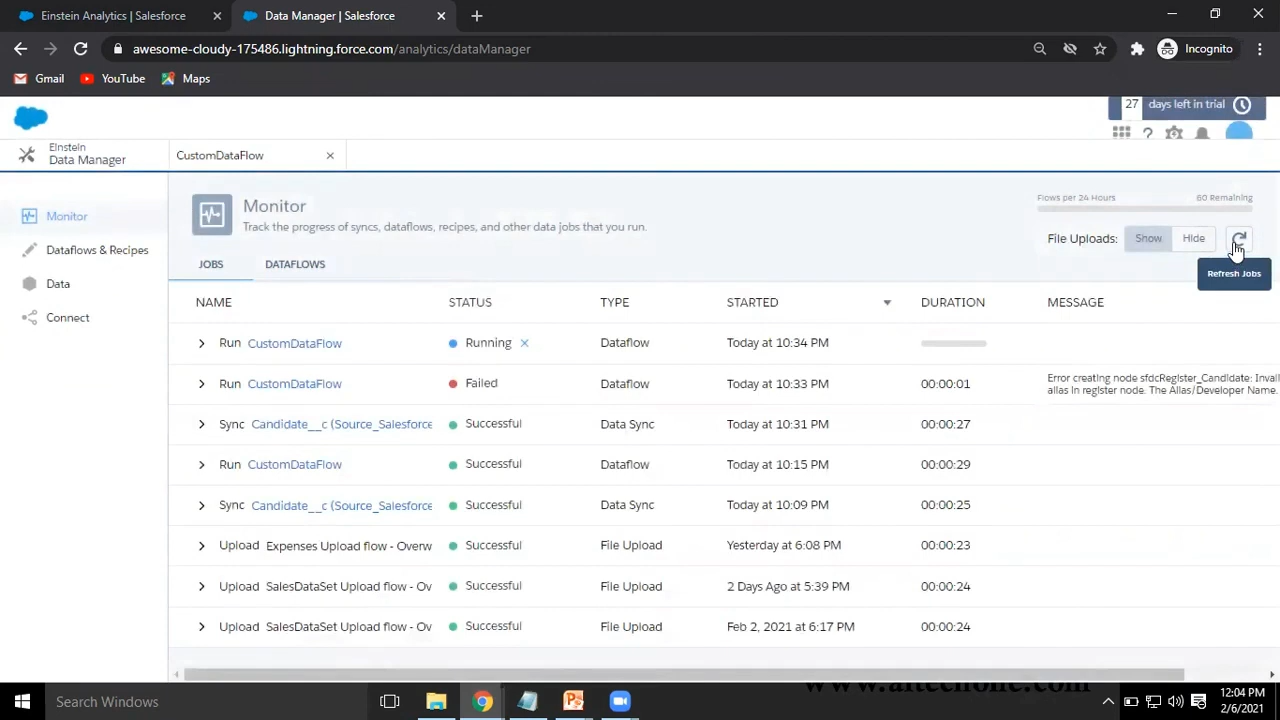 Einstein Analytics | Salesforce
Data Manager | Salesforce
awesome-cloudy-175486.lightning.force.com/analytics/dataManager
Incognito
Gmail
YouTube
Maps
27 days left in trial
Einstein
Data Manager
CustomDataFlow
Monitor
Dataflows & Recipes
Data
Connect
Monitor
Track the progress of syncs, dataflows, recipes, and other data jobs that you run.
Flows per 24 Hours 60 Remaining
File Uploads: Show Hide
Refresh Jobs
JOBS DATAFLOWS
NAME STATUS TYPE STARTED DURATION MESSAGE
Run CustomDataFlow Running Dataflow Today at 10:34 PM
Run CustomDataFlow Failed Dataflow Today at 10:33 PM 00:00:01 Error creating node sfdcRegister_Candidate: Invali
alias in register node. The Alias/Developer Name.
Sync Candidate__c (Source_Salesforce Successful Data Sync Today at 10:31 PM 00:00:27
Run CustomDataFlow Successful Dataflow Today at 10:15 PM 00:00:29
Sync Candidate__c (Source_Salesforce Successful Data Sync Today at 10:09 PM 00:00:25
Upload Expenses Upload flow - Overw Successful File Upload Yesterday at 6:08 PM 00:00:23
Upload SalesDataSet Upload flow - Ov Successful File Upload 2 Days Ago at 5:39 PM 00:00:24
Upload SalesDataSet Upload flow - Ov Successful File Upload Feb 2, 2021 at 6:17 PM 00:00:24
Search Windows
12:04 PM
2/6/2021